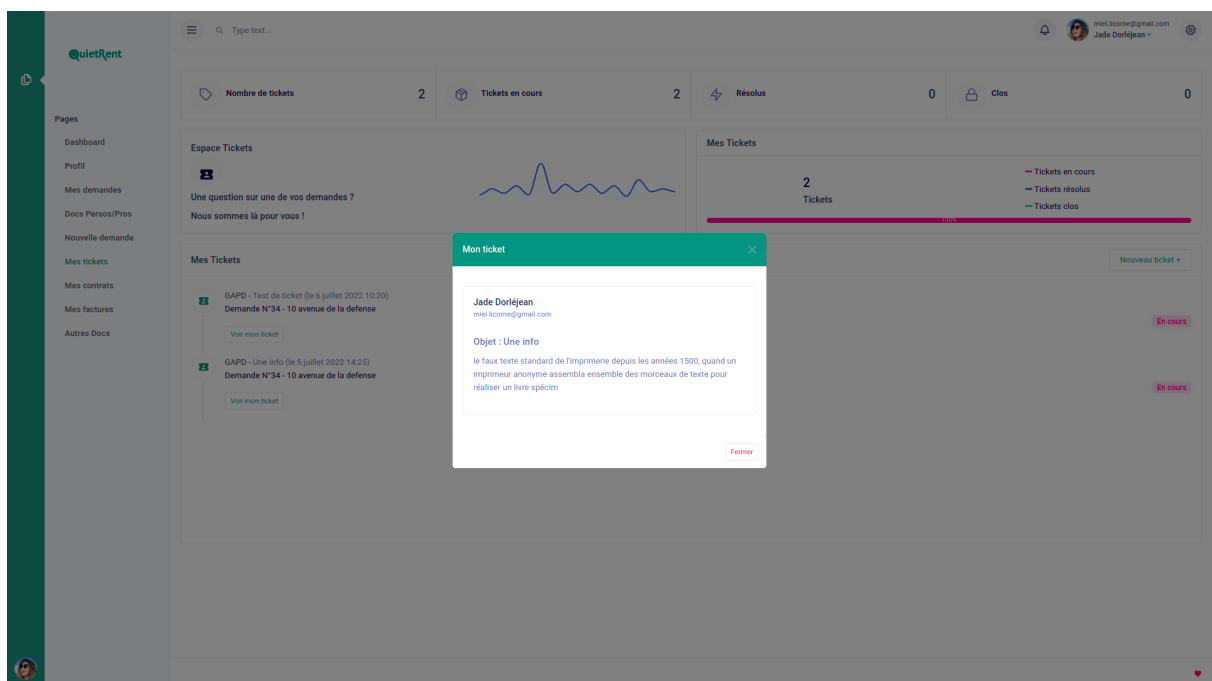 QuietRent
Type text...
miel.licorne@gmail.com
Jade Dorléjean
Nombre de tickets 2
Tickets en cours 2
Résolus 0
Clos 0
Pages
Dashboard
Profil
Mes demandes
Docs Persos/Pros
Nouvelle demande
Mes tickets
Mes contrats
Mes factures
Autres Docs
Espace Tickets
Une question sur une de vos demandes ?
Nous sommes là pour vous !
Mes Tickets
2
Tickets
Tickets en cours
Tickets résolus
Tickets clos
100%
Mes Tickets
Nouveau ticket +
GAPD - Test de ticket (le 6 juillet 2022 10:20)
Demande N°34 - 10 avenue de la defense
Voir mon ticket
En cours
GAPD - Une info (le 5 juillet 2022 14:25)
Demande N°34 - 10 avenue de la defense
Voir mon ticket
En cours
Mon ticket
Jade Dorléjean
miel.licorne@gmail.com
Objet : Une info
le faux texte standard de l'imprimerie depuis les années 1500, quand un
imprimeur anonyme assembla ensemble des morceaux de texte pour
réaliser un livre spécim
Fermer